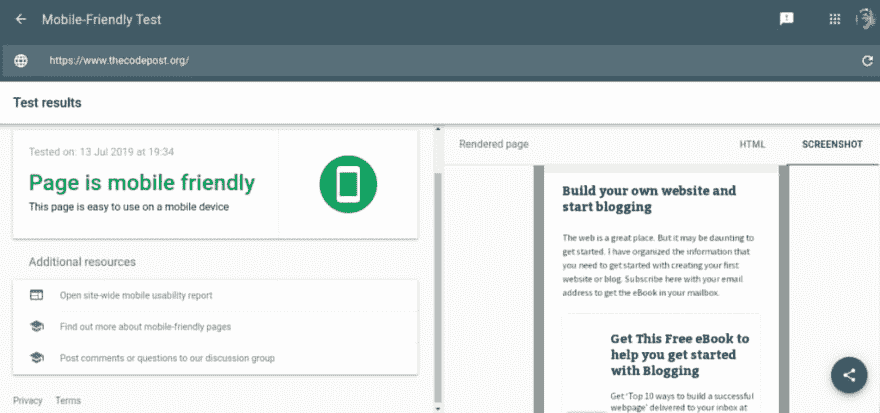 Mobile-Friendly Test
https://www.thecodepost.org/
Test results
Tested on: 13 Jul 2019 at 19:34
Page is mobile friendly
This page is easy to use on a mobile device
Additional resources
Open site-wide mobile usability report
Find out more about mobile-friendly pages
Post comments or questions to our discussion group
Privacy Terms
Rendered page HTML SCREENSHOT
Build your own website and
start blogging
The web is a great place. But it may be daunting to
get started. I have organized the information that
you need to get started with creating your first
website or blog. Subscribe here with your email
address to get the eBook in your mailbox.
Get This Free eBook to
help you get started
with Blogging
Get 'Top 10 ways to build a successful
webpage' delivered to your inbox at